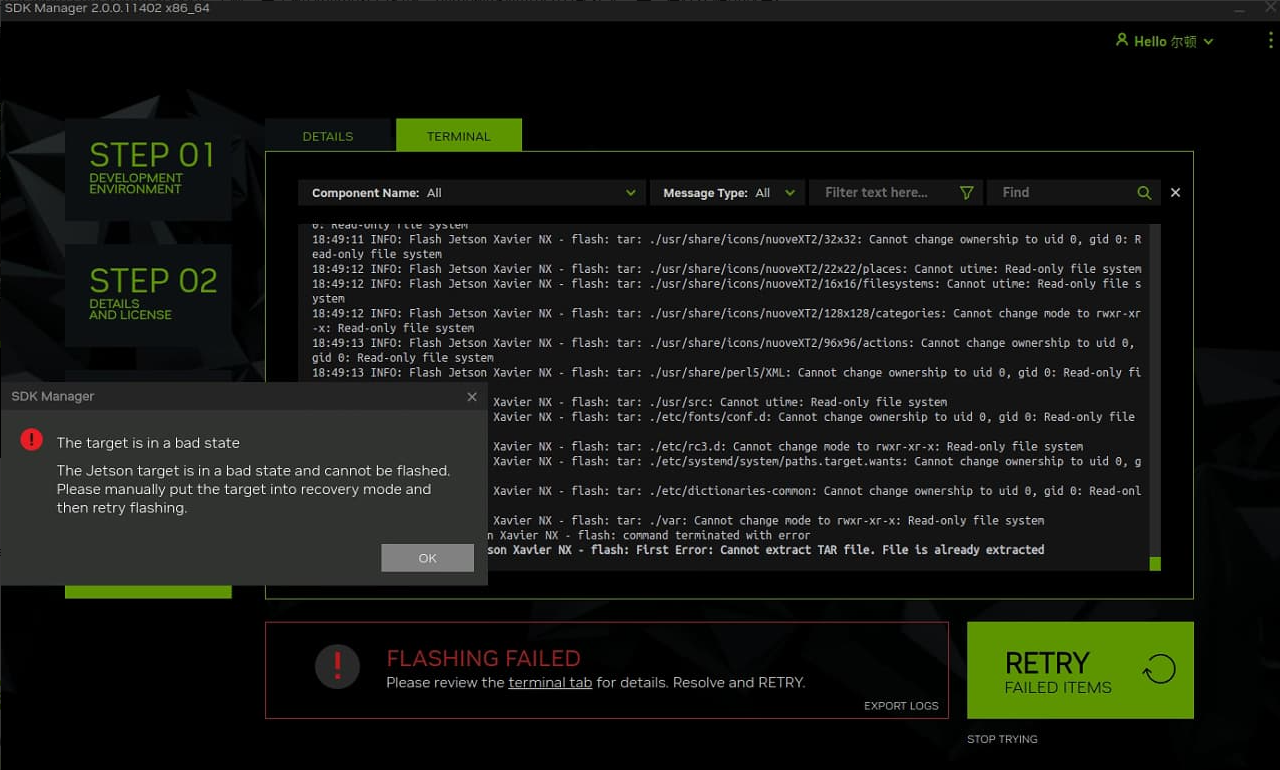 SDK Manager 2.0.0.11402 x86_64
Hello 尔顿
STEP 01
DEVELOPMENT
ENVIRONMENT
STEP 02
DETAILS
AND LICENSE
DETAILS
TERMINAL
Component Name: All
Message Type: All
Filter text here...
Find
0: Read-only file system
18:49:11 INFO: Flash Jetson Xavier NX - flash: tar: ./usr/share/icons/nuoveXT2/32x32: Cannot change ownership to uid 0, gid 0: R
ead-only file system
18:49:12 INFO: Flash Jetson Xavier NX - flash: tar: ./usr/share/icons/nuoveXT2/22x22/places: Cannot utime: Read-only file system
18:49:12 INFO: Flash Jetson Xavier NX - flash: tar: ./usr/share/icons/nuoveXT2/16x16/filesystems: Cannot utime: Read-only file s
ystem
18:49:12 INFO: Flash Jetson Xavier NX - flash: tar: ./usr/share/icons/nuoveXT2/128x128/categories: Cannot change mode to rwxr-xr
-x: Read-only file system
18:49:13 INFO: Flash Jetson Xavier NX - flash: tar: ./usr/share/icons/nuoveXT2/96x96/actions: Cannot change ownership to uid 0,
gid 0: Read-only file system
18:49:13 INFO: Flash Jetson Xavier NX - flash: tar: ./usr/share/perl5/XML: Cannot change ownership to uid 0, gid 0: Read-only fi
Xavier NX - flash: tar: ./usr/src: Cannot utime: Read-only file system
Xavier NX - flash: tar: ./etc/fonts/conf.d: Cannot change ownership to uid 0, gid 0: Read-only file
Xavier NX - flash: tar: ./etc/rc3.d: Cannot change mode to rwxr-xr-x: Read-only file system
Xavier NX - flash: tar: ./etc/systemd/system/paths.target.wants: Cannot change ownership to uid 0, g
Xavier NX - flash: tar: ./etc/dictionaries-common: Cannot change ownership to uid 0, gid 0: Read-onl
Xavier NX - flash: tar: ./var: Cannot change mode to rwxr-xr-x: Read-only file system
n Xavier NX - flash: command terminated with error
son Xavier NX - flash: First Error: Cannot extract TAR file. File is already extracted
SDK Manager
The target is in a bad state
The Jetson target is in a bad state and cannot be flashed.
Please manually put the target into recovery mode and
then retry flashing.
OK
FLASHING FAILED
Please review the terminal tab for details. Resolve and RETRY.
EXPORT LOGS
RETRY
FAILED ITEMS
STOP TRYING